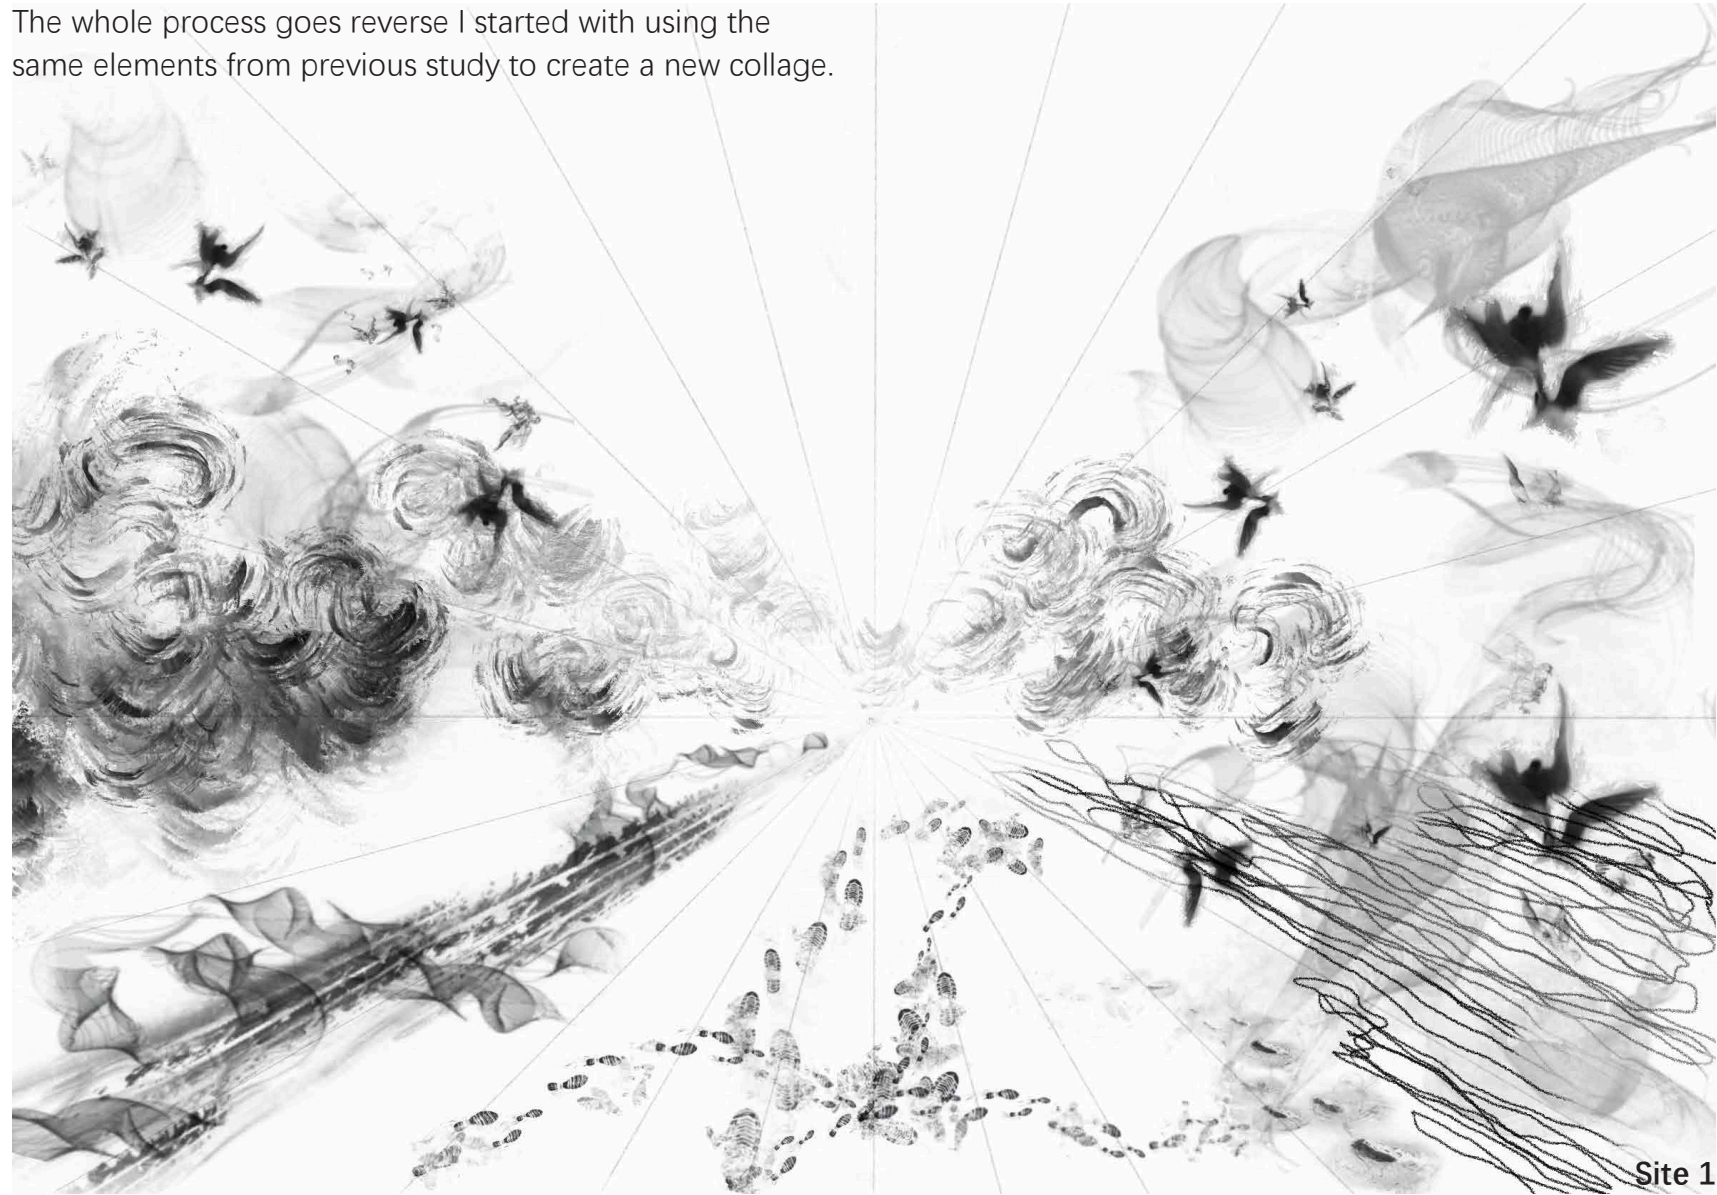 The whole process goes reverse I started with using the
same elements from previous study to create a new collage.
Site 1